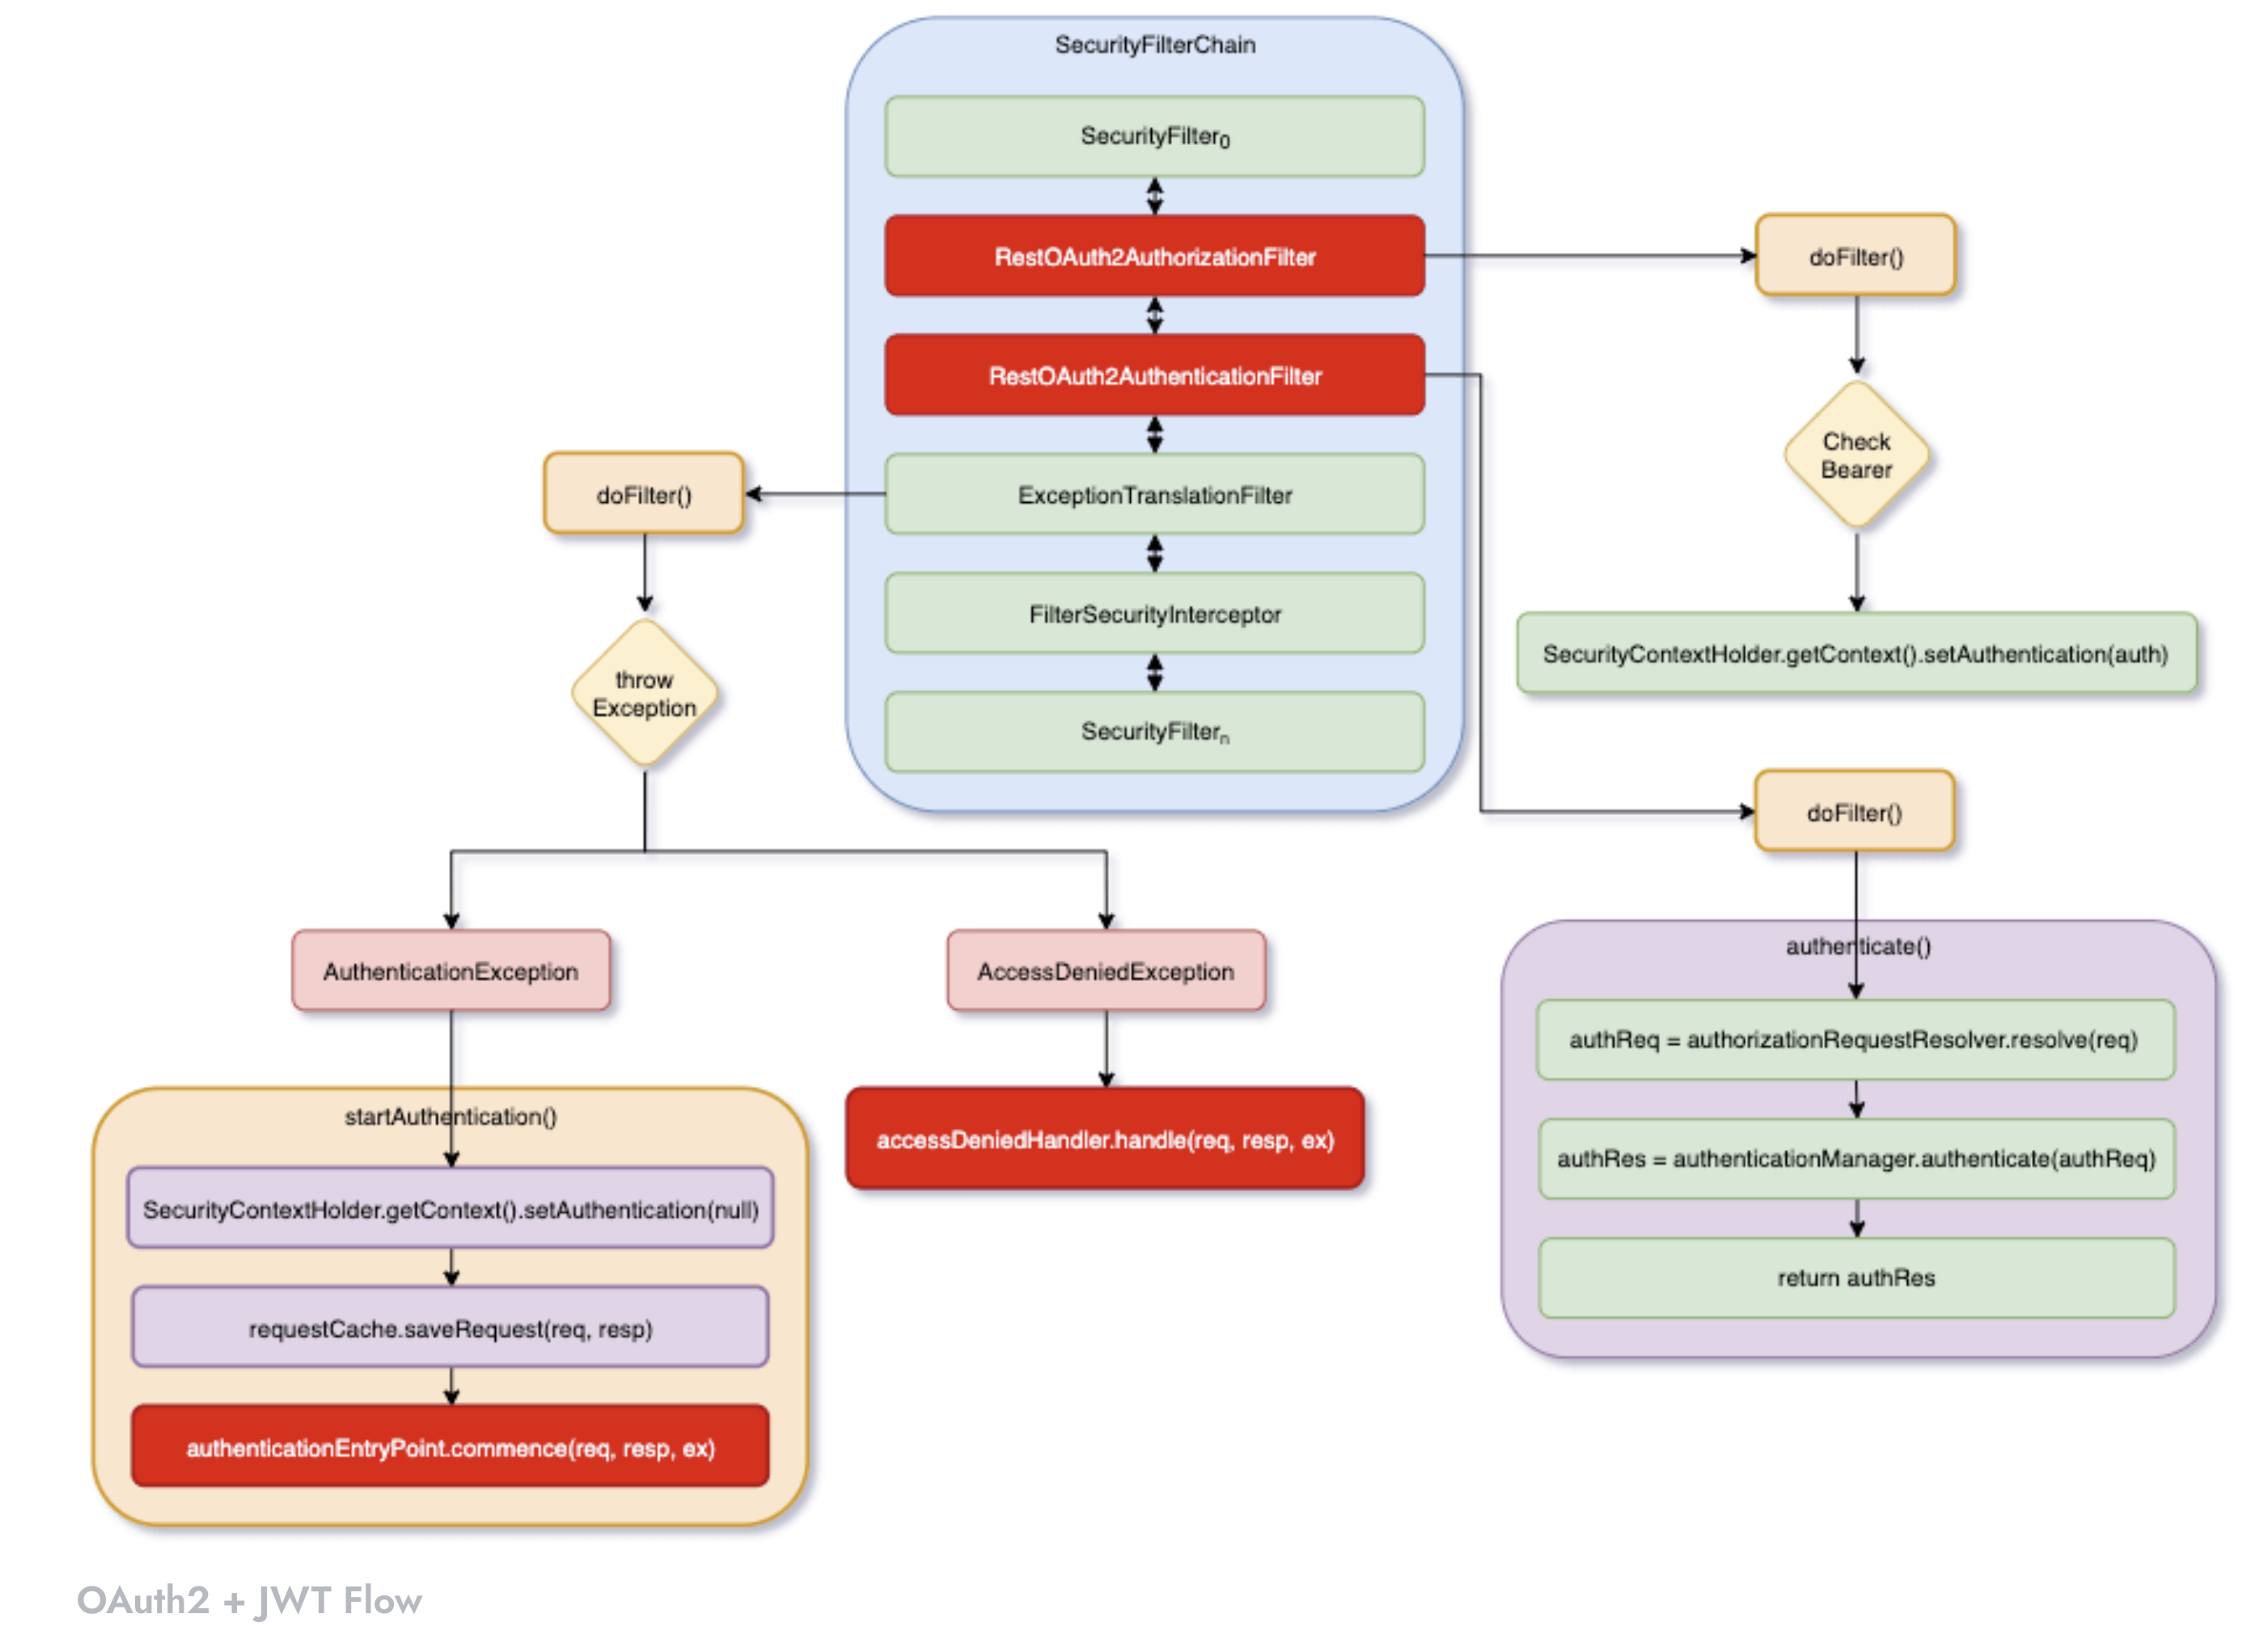 SecurityFilterChain
SecurityFilter0
RestOAuth2AuthorizationFilter
RestOAuth2AuthenticationFilter
ExceptionTranslationFilter
FilterSecurityInterceptor
SecurityFiltern
doFilter()
Check
Bearer
SecurityContextHolder.getContext().setAuthentication(auth)
doFilter()
authenticate()
authReq = authorizationRequestResolver.resolve(req)
authRes = authenticationManager.authenticate(authReq)
return authRes
doFilter()
throw
Exception
AuthenticationException
AccessDeniedException
startAuthentication()
SecurityContextHolder.getContext().setAuthentication(null)
requestCache.saveRequest(req, resp)
authenticationEntryPoint.commence(req, resp, ex)
accessDeniedHandler.handle(req, resp, ex)
OAuth2 + JWT Flow